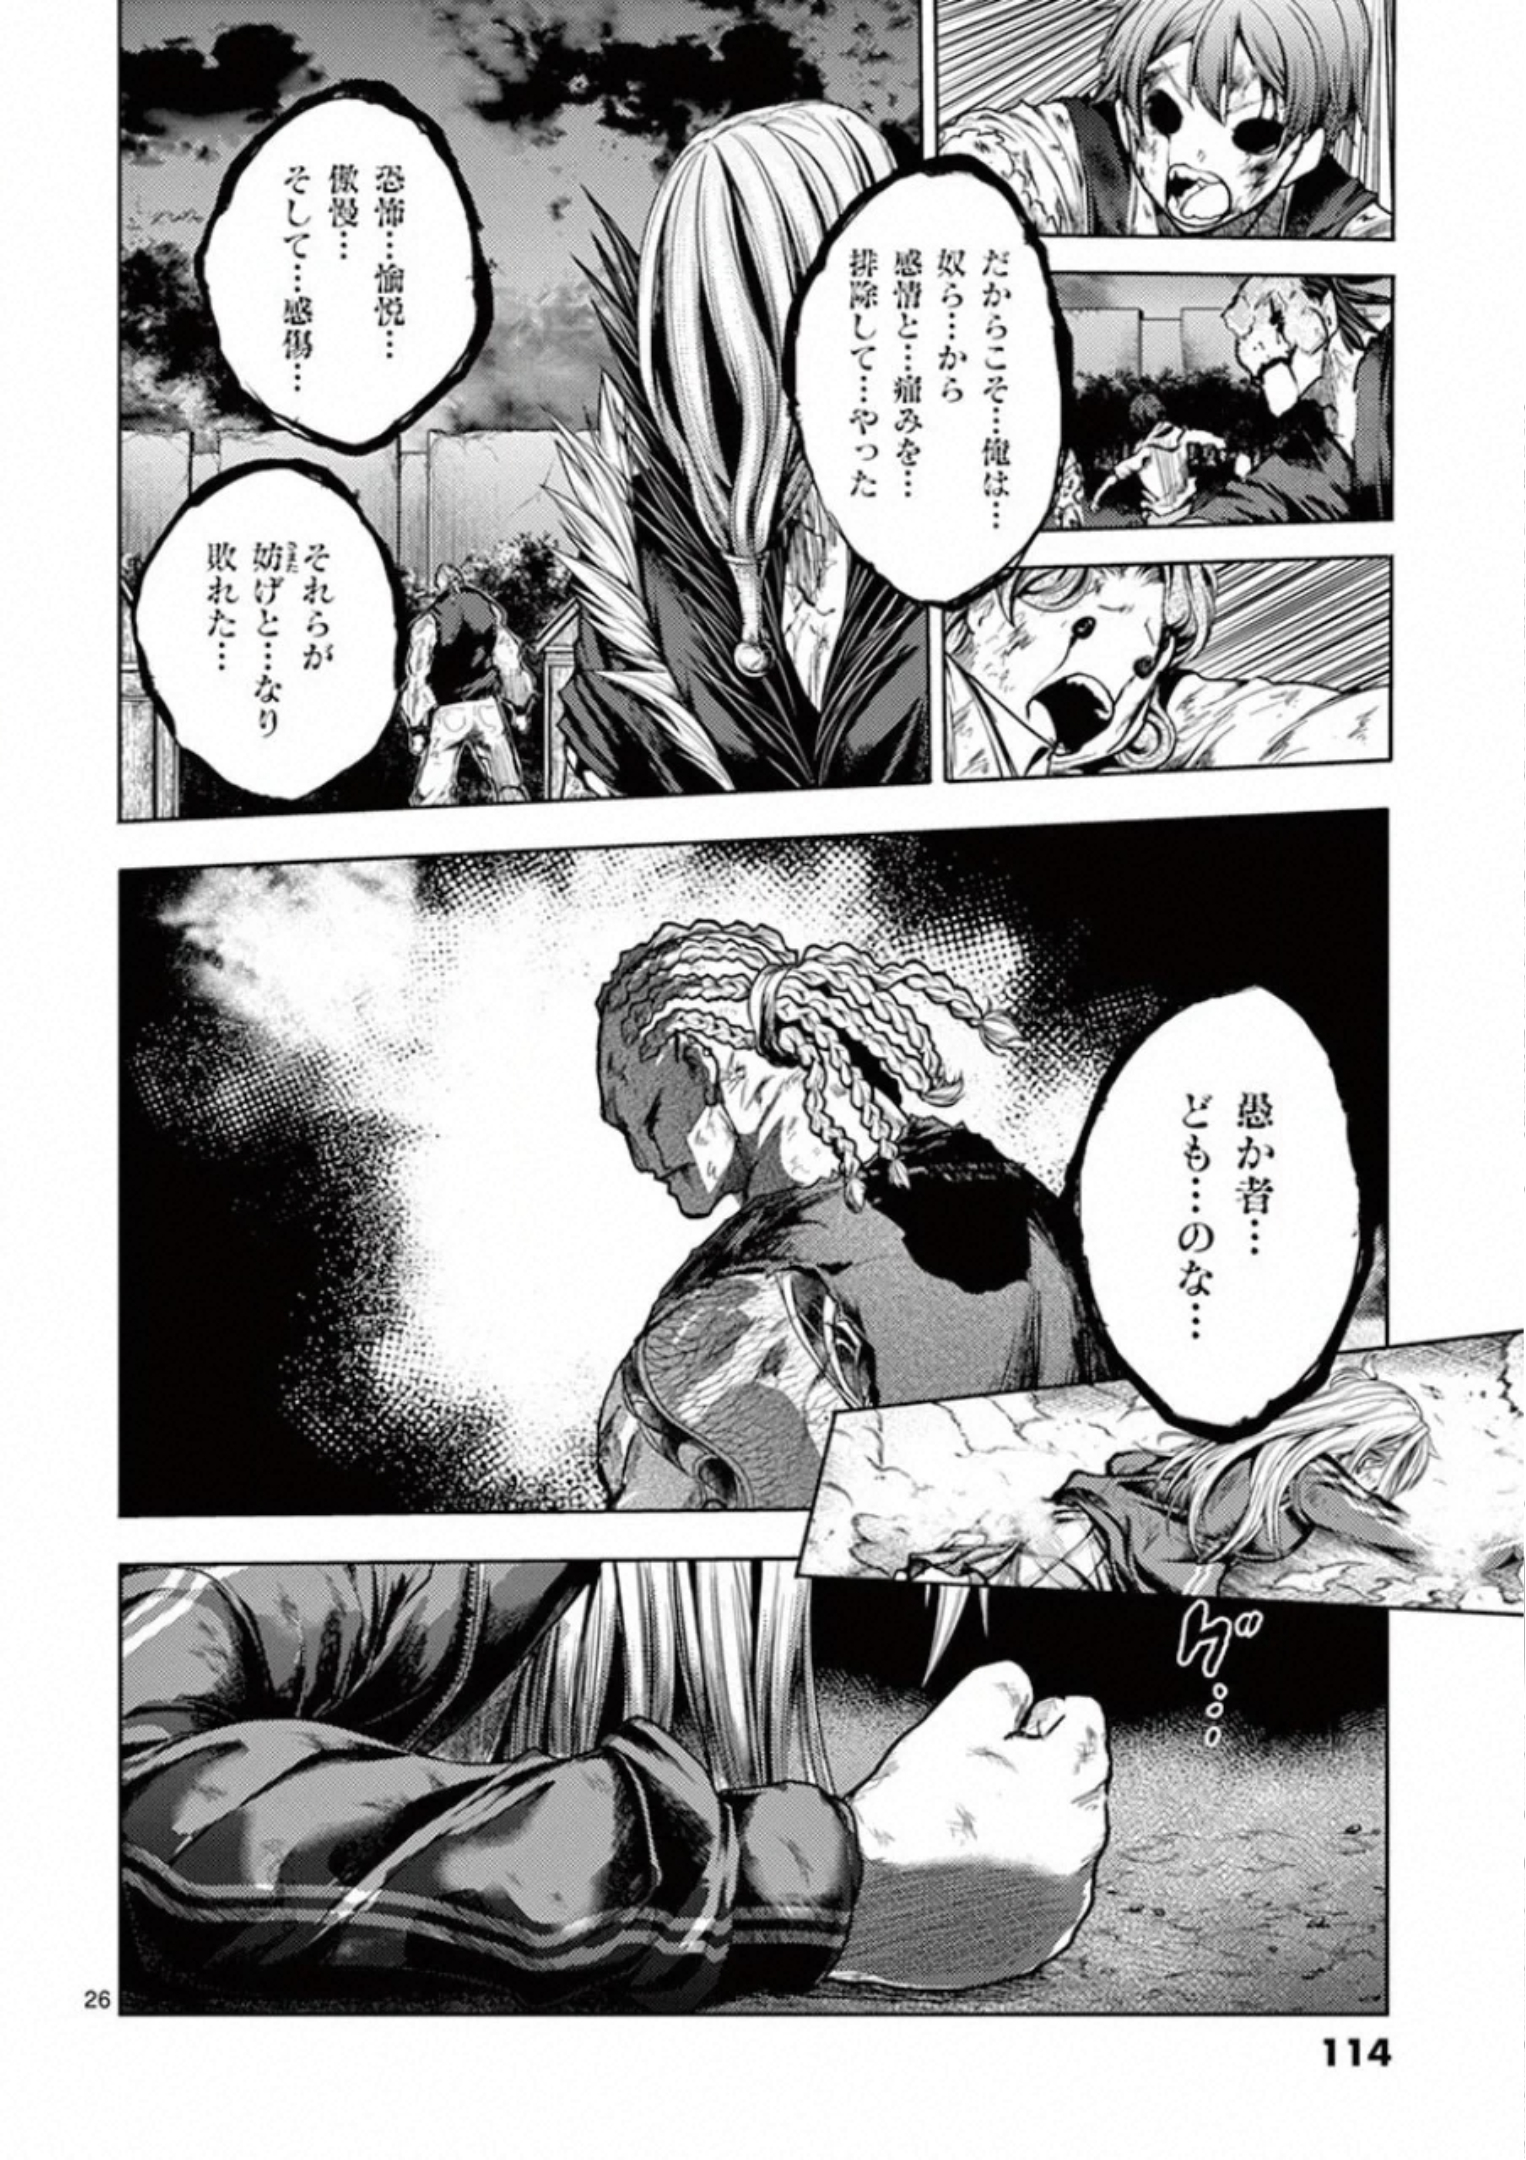 だからこそ…俺は…
奴ら…から
感情と…痛みを…
排除して…やった
恐怖…愉悦…
傲慢…
そして…感傷…
それらが
妨げと…なり
敗れた…
愚か者…
ども…のな…
グ…
26
114